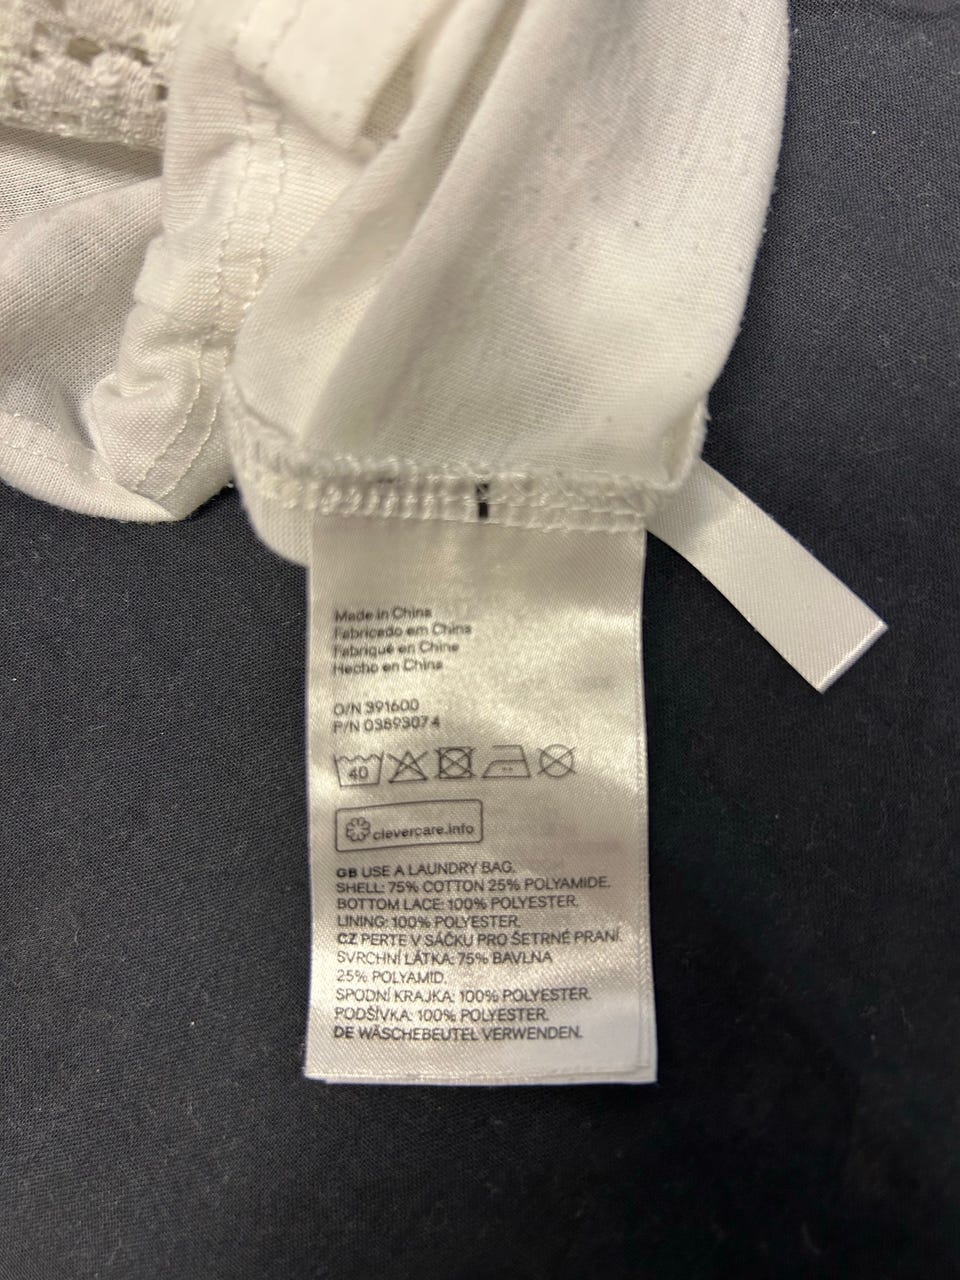 Made in China
Fabricado em China
Fabriqué en Chine
Hecho en China
O/N 391600
P/N 03893074
40
clevercare.info
GB USE A LAUNDRY BAG.
SHELL: 75% COTTON 25% POLYAMIDE.
BOTTOM LACE: 100% POLYESTER.
LINING: 100% POLYESTER.
CZ PERTE V SÁČKU PRO ŠETRNÉ PRANÍ.
SVRCHNÍ LÁTKA: 75% BAVLNA
25% POLYAMID.
SPODNÍ KRAJKA: 100% POLYESTER.
PODŠÍVKA: 100% POLYESTER.
DE WÄSCHEBEUTEL VERWENDEN.